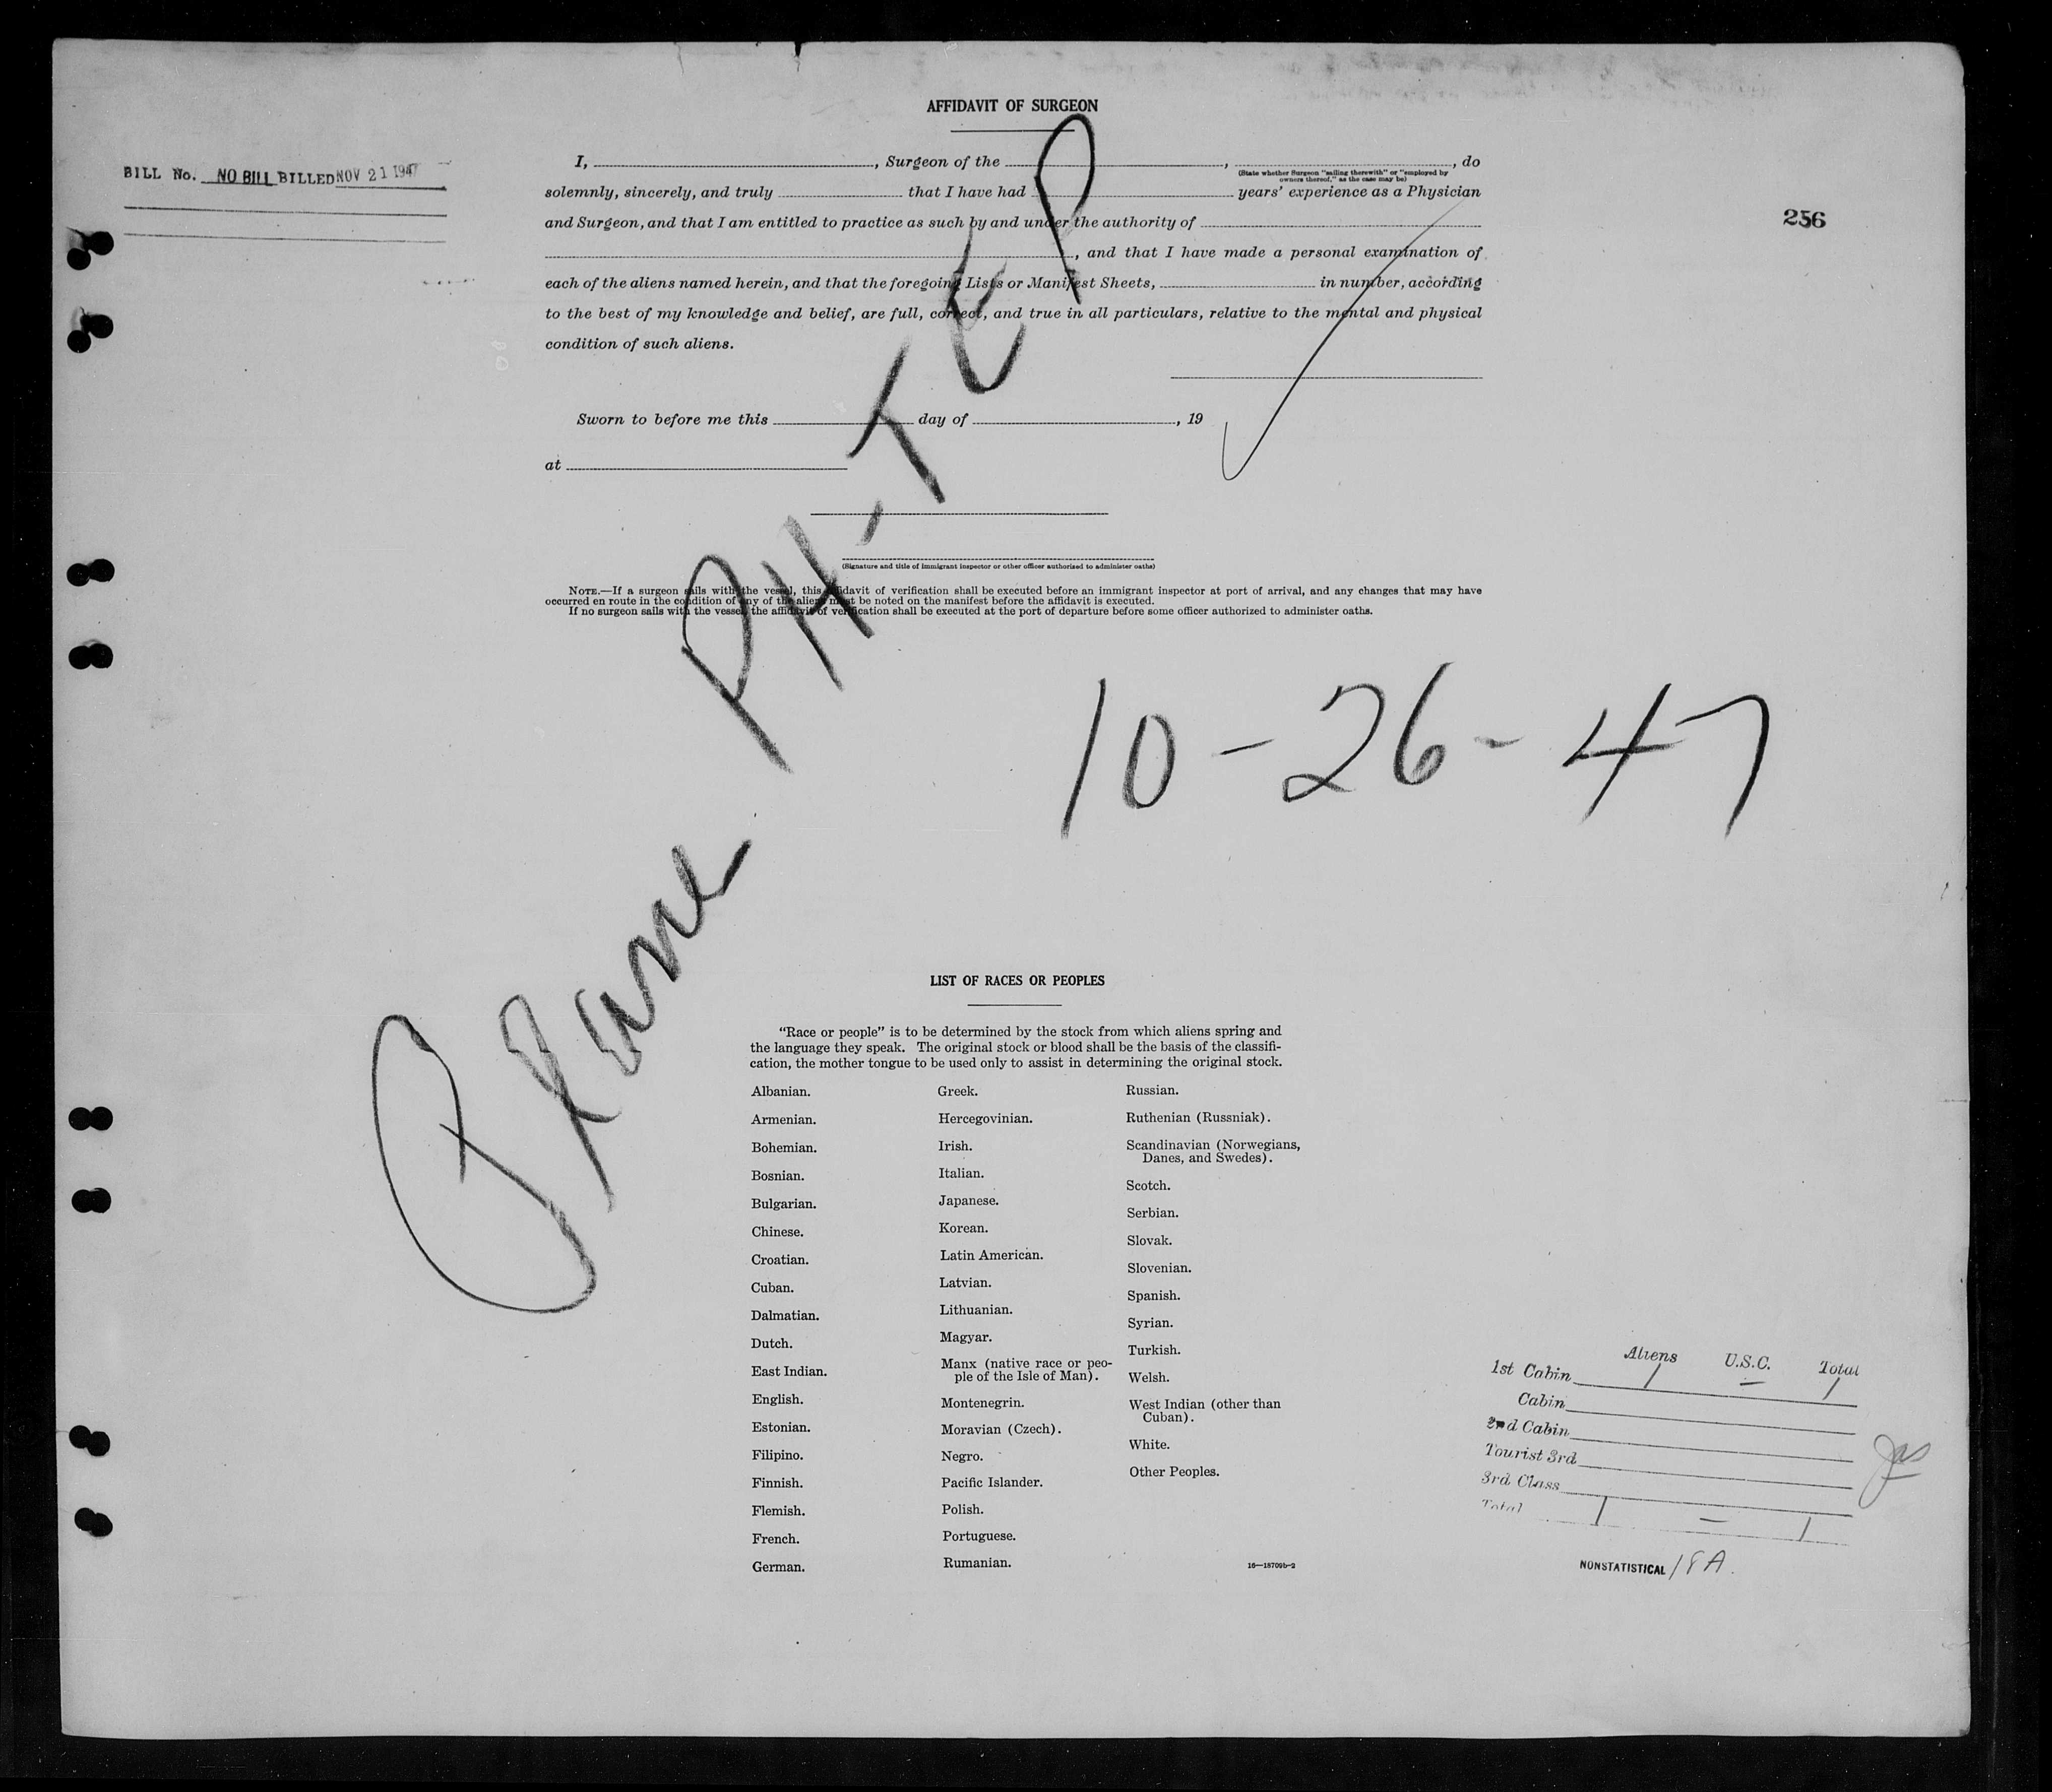 AFFIDAVIT OF SURGEON
BILL No. NO BILL BILLED NOV 21 1947
256
I, , Surgeon of the , , do
(State whether Surgeon "sailing therewith" or "employed by
owners thereof," as the case may be)
solemnly, sincerely, and truly that I have had years' experience as a Physician
and Surgeon, and that I am entitled to practice as such by and under the authority of
, and that I have made a personal examination of
each of the aliens named herein, and that the foregoing Lists or Manifest Sheets, in number, according
to the best of my knowledge and belief, are full, correct, and true in all particulars, relative to the mental and physical
condition of such aliens.
Sworn to before me this day of , 19
at
(Signature and title of immigrant inspector or other officer authorized to administer oaths)
NOTE.—If a surgeon sails with the vessel, this affidavit of verification shall be executed before an immigrant inspector at port of arrival, and any changes that may have
occurred en route in the condition of any of the aliens must be noted on the manifest before the affidavit is executed.
If no surgeon sails with the vessel, the affidavit of verification shall be executed at the port of departure before some officer authorized to administer oaths.
Plane PH-TEP
10-26-47
LIST OF RACES OR PEOPLES
"Race or people" is to be determined by the stock from which aliens spring and
the language they speak. The original stock or blood shall be the basis of the classifi-
cation, the mother tongue to be used only to assist in determining the original stock.
Albanian.
Armenian.
Bohemian.
Bosnian.
Bulgarian.
Chinese.
Croatian.
Cuban.
Dalmatian.
Dutch.
East Indian.
English.
Estonian.
Filipino.
Finnish.
Flemish.
French.
German.
Greek.
Hercegovinian.
Irish.
Italian.
Japanese.
Korean.
Latin American.
Latvian.
Lithuanian.
Magyar.
Manx (native race or peo-
ple of the Isle of Man).
Montenegrin.
Moravian (Czech).
Negro.
Pacific Islander.
Polish.
Portuguese.
Rumanian.
Russian.
Ruthenian (Russniak).
Scandinavian (Norwegians,
Danes, and Swedes).
Scotch.
Serbian.
Slovak.
Slovenian.
Spanish.
Syrian.
Turkish.
Welsh.
West Indian (other than
Cuban).
White.
Other Peoples.
16—18709b-2
Aliens U.S.C. Total
1st Cabin 1 — 1
Cabin
2nd Cabin
Tourist 3rd
3rd Class
Total 1 — 1
NONSTATISTICAL 1 9 A.